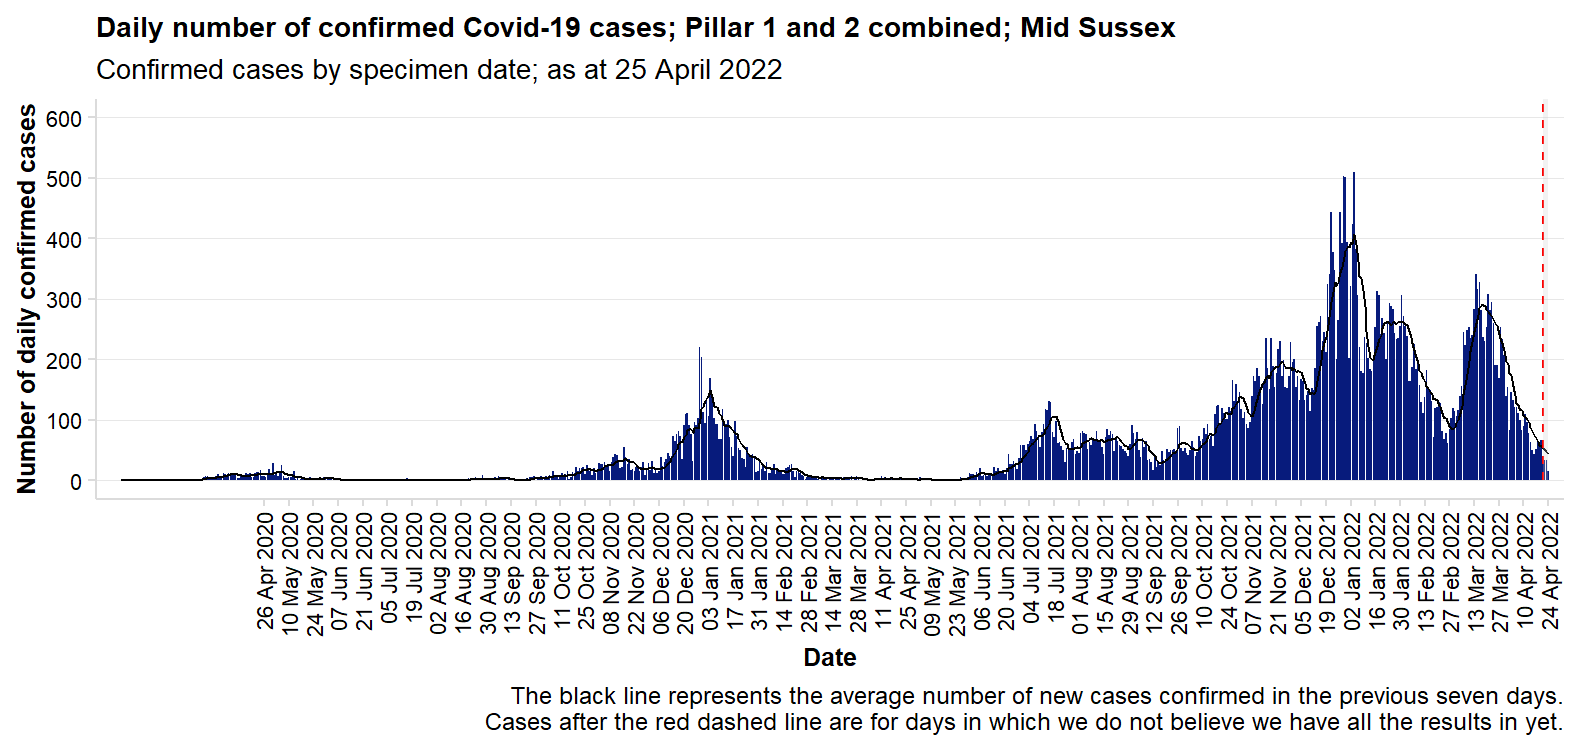 Daily number of confirmed Covid-19 cases; Pillar 1 and 2 combined; Mid Sussex
Confirmed cases by specimen date; as at 25 April 2022
Number of daily confirmed cases
600
500
400
300
200
100
0
26 Apr 2020
10 May 2020
24 May 2020
07 Jun 2020
21 Jun 2020
05 Jul 2020
19 Jul 2020
02 Aug 2020
16 Aug 2020
30 Aug 2020
13 Sep 2020
27 Sep 2020
11 Oct 2020
25 Oct 2020
08 Nov 2020
22 Nov 2020
06 Dec 2020
20 Dec 2020
03 Jan 2021
17 Jan 2021
31 Jan 2021
14 Feb 2021
28 Feb 2021
14 Mar 2021
28 Mar 2021
11 Apr 2021
25 Apr 2021
09 May 2021
23 May 2021
06 Jun 2021
20 Jun 2021
04 Jul 2021
18 Jul 2021
01 Aug 2021
15 Aug 2021
29 Aug 2021
12 Sep 2021
26 Sep 2021
10 Oct 2021
24 Oct 2021
07 Nov 2021
21 Nov 2021
05 Dec 2021
19 Dec 2021
02 Jan 2022
16 Jan 2022
30 Jan 2022
13 Feb 2022
27 Feb 2022
13 Mar 2022
27 Mar 2022
10 Apr 2022
24 Apr 2022
Date
The black line represents the average number of new cases confirmed in the previous seven days.
Cases after the red dashed line are for days in which we do not believe we have all the results in yet.